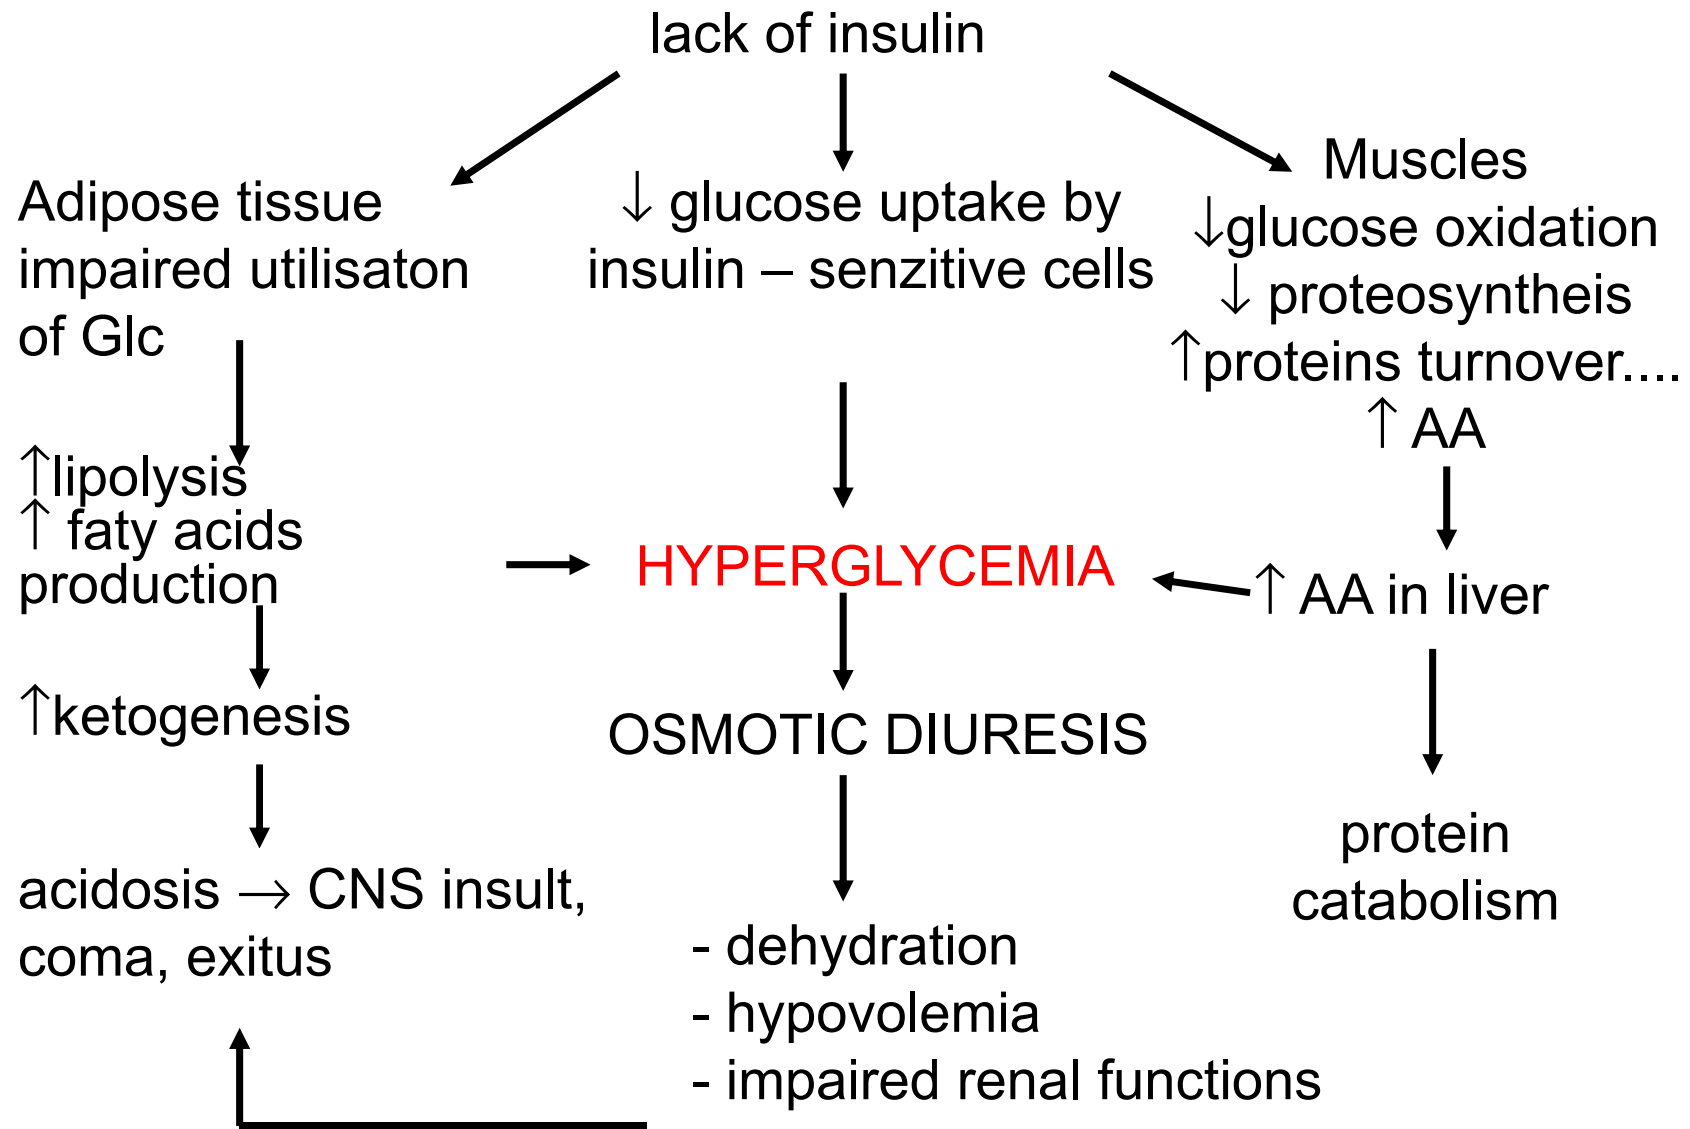 lack of insulin
Adipose tissue
impaired utilisaton
of Glc
↑lipolysis
↑ faty acids
production
↑ketogenesis
acidosis → CNS insult,
coma, exitus
↓ glucose uptake by
insulin – senzitive cells
HYPERGLYCEMIA
OSMOTIC DIURESIS
- dehydration
- hypovolemia
- impaired renal functions
Muscles
↓glucose oxidation
↓ proteosyntheis
↑proteins turnover....
↑ AA
↑ AA in liver
protein
catabolism